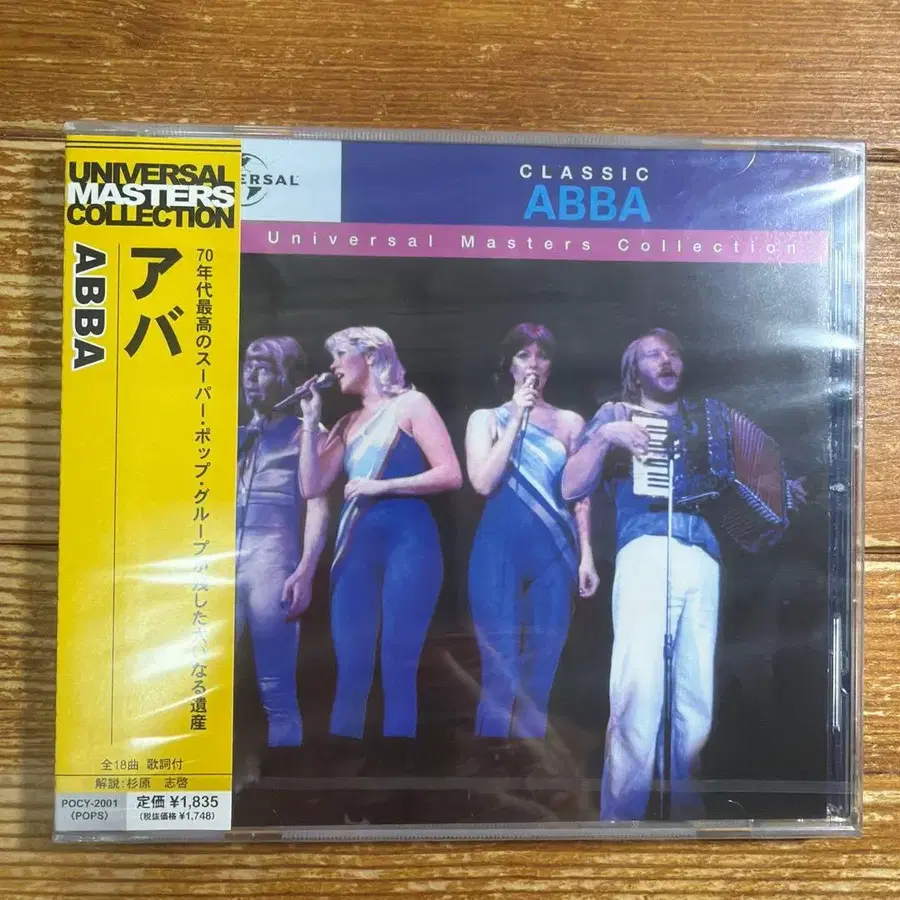 UNIVERSAL
MASTERS
COLLECTION
ABBA
アバ
70年代最高のスーパー・ポップ・グループが残した大いなる遺産
全18曲 歌詞付
解説:杉原 志啓
POCY-2001
〈POPS〉
定価 ¥1,835
(税抜価格 ¥1,748)
ERSAL
CLASSIC
ABBA
Universal Masters Collection